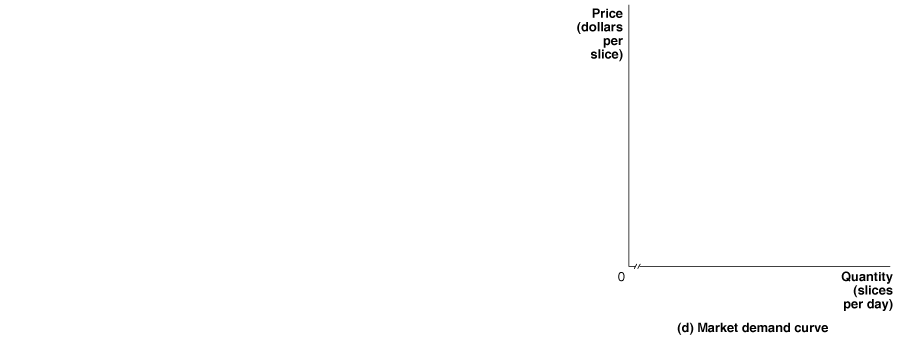 Price
(dollars
per
slice)
0
Quantity
(slices
per day)
(d) Market demand curve